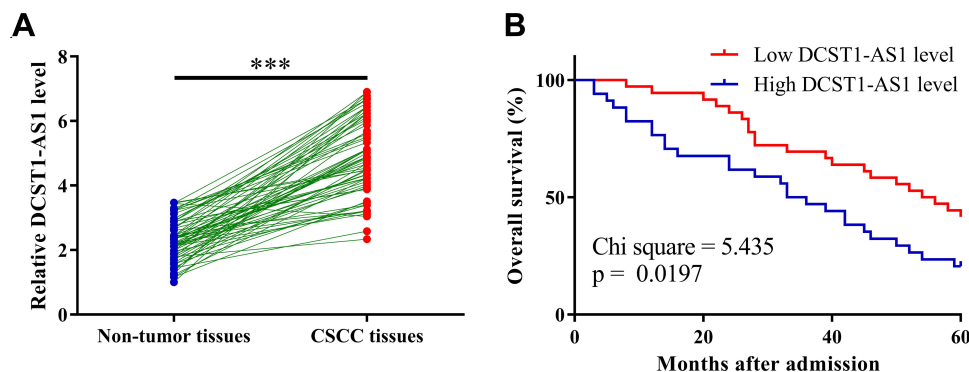 A
Relative DCST1-AS1 level
8
6
4
2
0
***
Non-tumor tissues
CSCC tissues
B
Low DCST1-AS1 level
High DCST1-AS1 level
Overall survival (%)
100
50
0
Chi square = 5.435
p = 0.0197
0
20
40
60
Months after admission